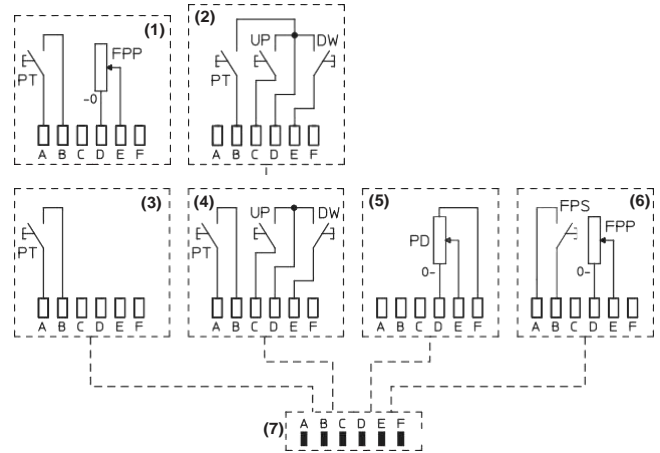 (1)
FPP
PT
-0
A B C D E F
(2)
UP DW
PT
A B C D E F
(3)
PT
A B C D E F
(4)
UP DW
PT
A B C D E F
(5)
PD
0-
A B C D E F
(6)
FPS
FPP
0-
A B C D E F
(7)
A B C D E F